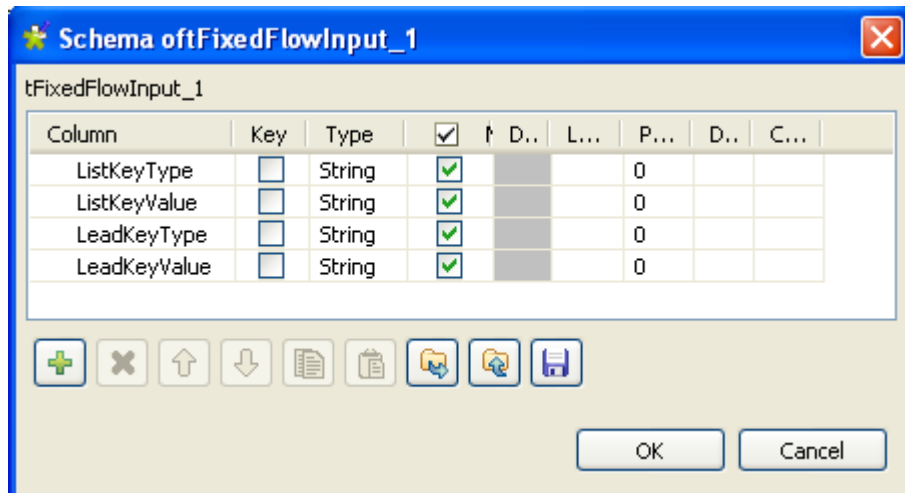 Schema oftFixedFlowInput_1
tFixedFlowInput_1
Column Key Type D.. L... P... D.. C...
ListKeyType String 0
ListKeyValue String 0
LeadKeyType String 0
LeadKeyValue String 0
OK Cancel